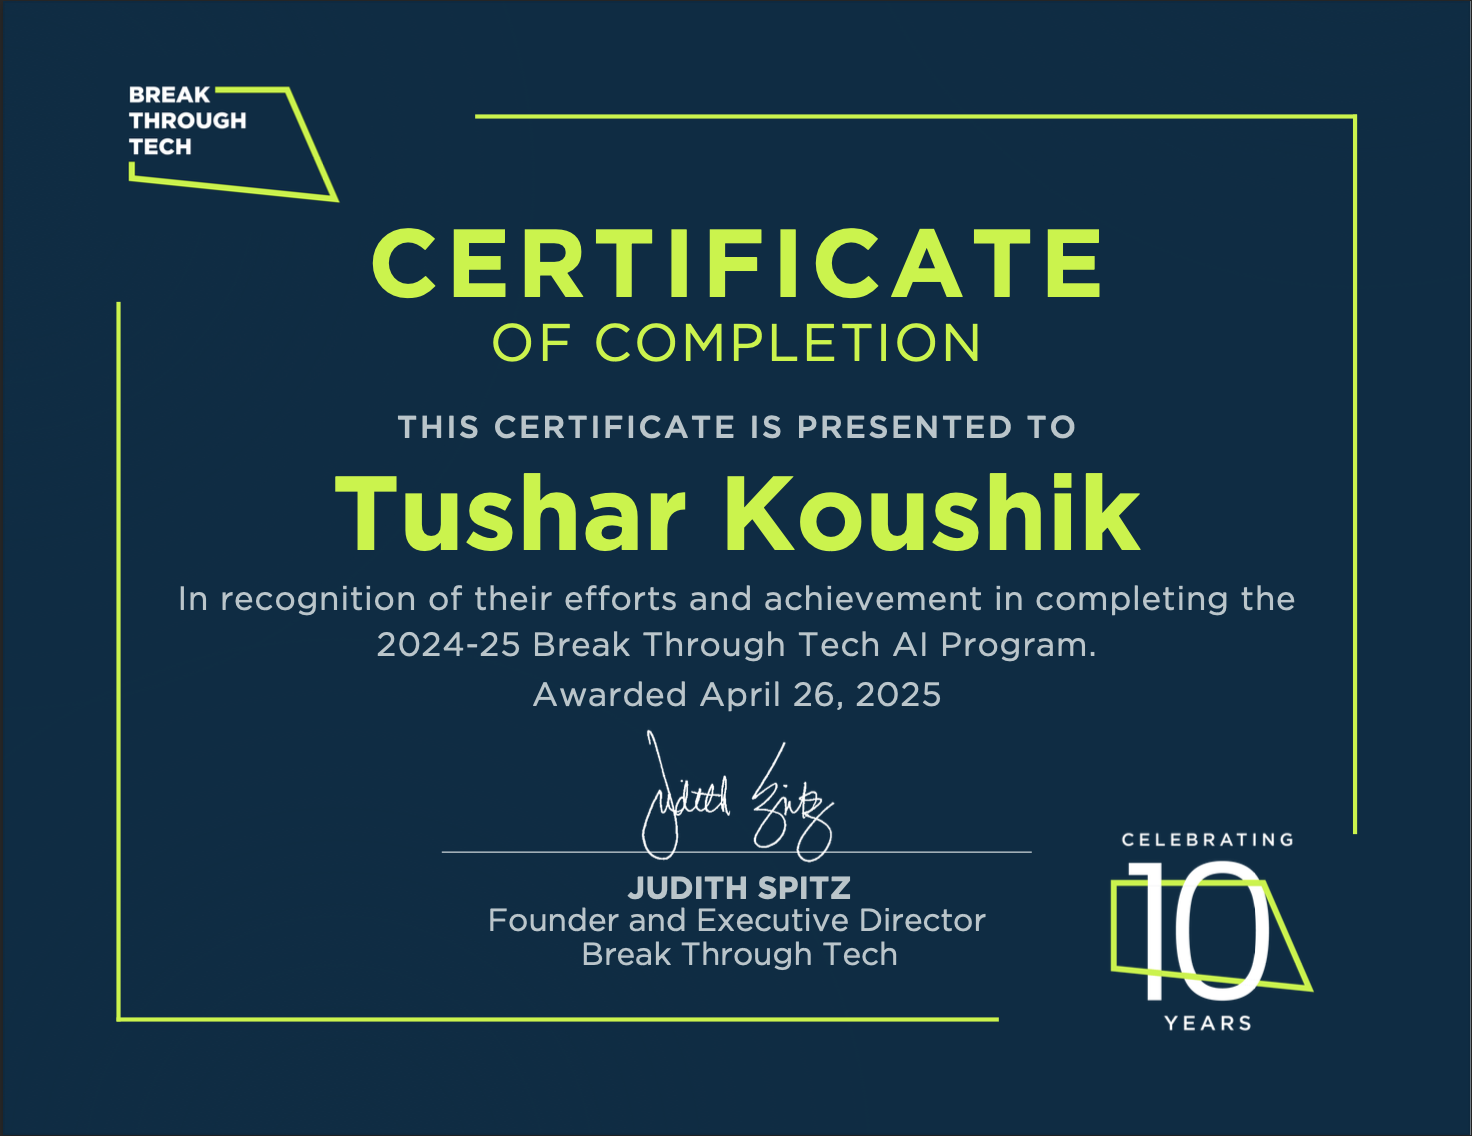 BREAK
THROUGH
TECH
CERTIFICATE
OF COMPLETION
THIS CERTIFICATE IS PRESENTED TO
Tushar Koushik
In recognition of their efforts and achievement in completing the
2024-25 Break Through Tech AI Program.
Awarded April 26, 2025
Judith Spitz
JUDITH SPITZ
Founder and Executive Director
Break Through Tech
CELEBRATING
10
YEARS